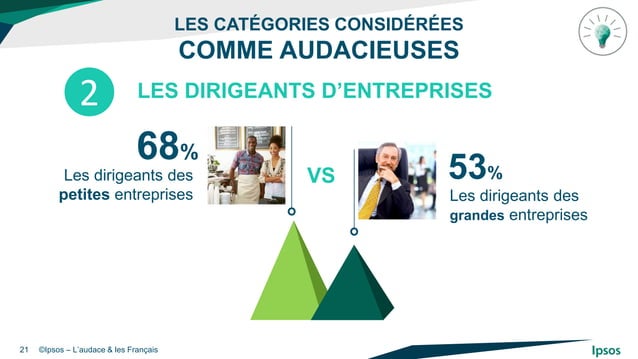 LES CATÉGORIES CONSIDÉRÉES
COMME AUDACIEUSES
2
LES DIRIGEANTS D’ENTREPRISES
68%
Les dirigeants des
petites entreprises
VS
53%
Les dirigeants des
grandes entreprises
21 ©Ipsos – L’audace & les Français
Ipsos